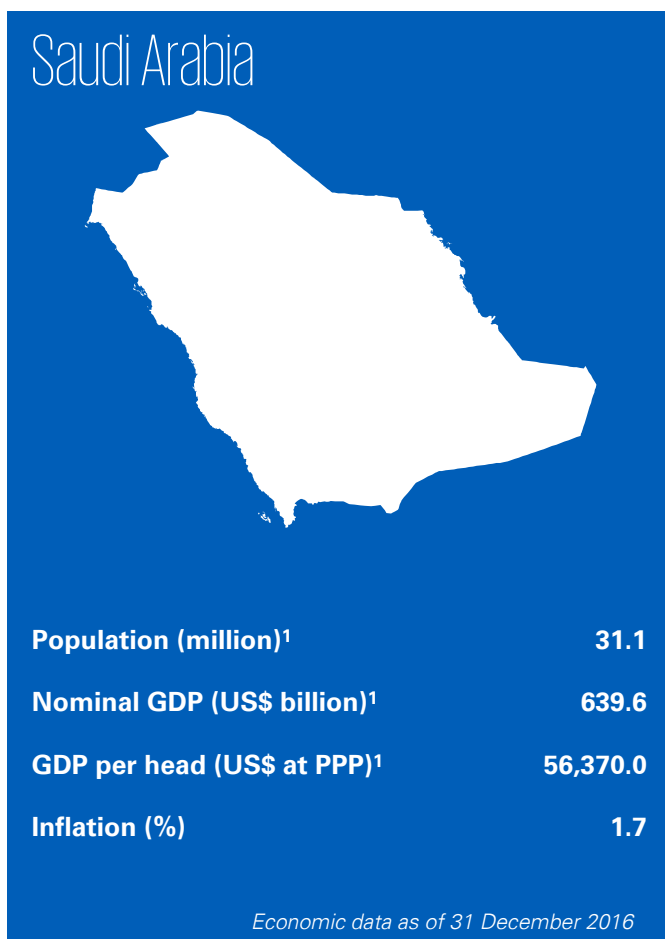 Saudi Arabia
Population (million)¹ 31.1
Nominal GDP (US$ billion)¹ 639.6
GDP per head (US$ at PPP)¹ 56,370.0
Inflation (%) 1.7
Economic data as of 31 December 2016